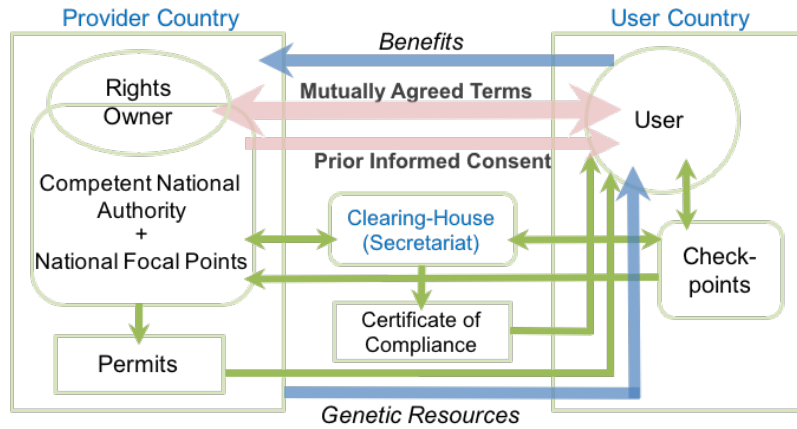 Provider Country
User Country
Benefits
Rights
Owner
Mutually Agreed Terms
User
Prior Informed Consent
Competent National
Authority
+
National Focal Points
Clearing-House
(Secretariat)
Check-
points
Certificate of
Compliance
Permits
Genetic Resources